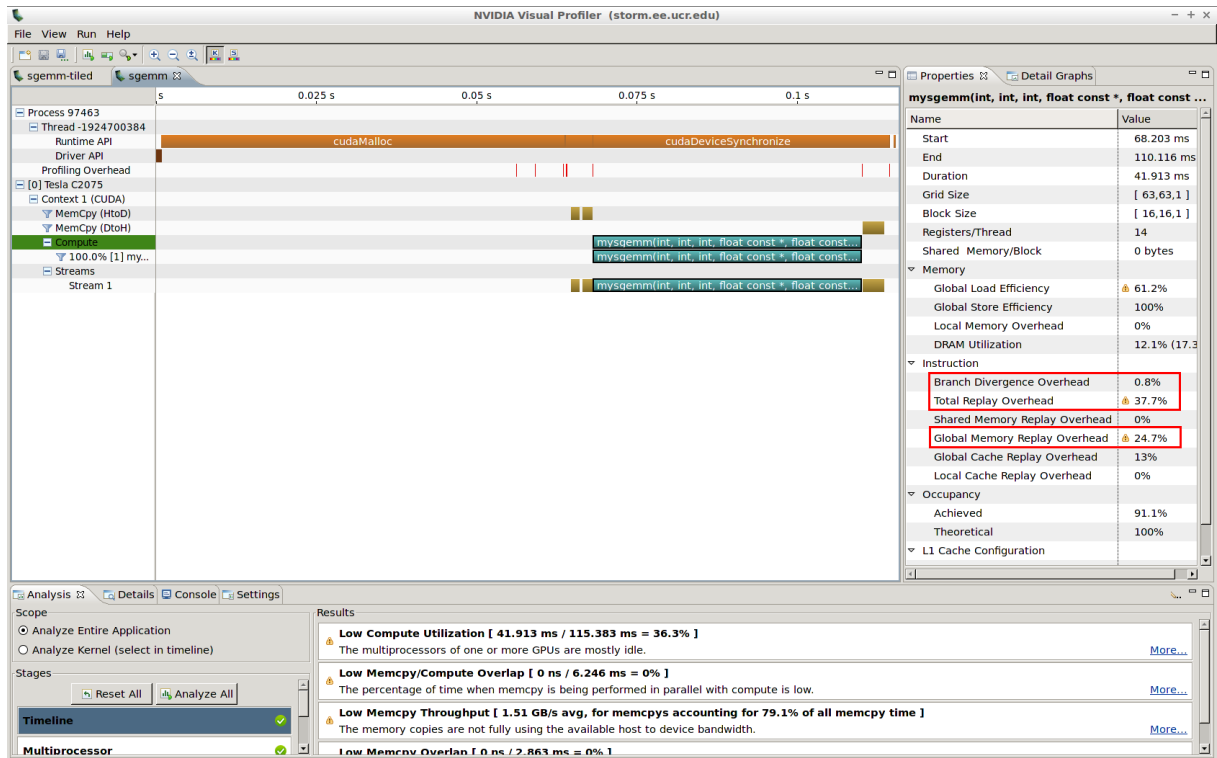 NVIDIA Visual Profiler (storm.ee.ucr.edu)
File View Run Help
sgemm-tiled
sgemm
s
0.025 s
0.05 s
0.075 s
0.1 s
Process 97463
Thread -1924700384
Runtime API
cudaMalloc
cudaDeviceSynchronize
Driver API
Profiling Overhead
[0] Tesla C2075
Context 1 (CUDA)
MemCpy (HtoD)
MemCpy (DtoH)
Compute
mysgemm(int, int, int, float const *, float const...
100.0% [1] my...
mysgemm(int, int, int, float const *, float const...
Streams
Stream 1
mysgemm(int, int, int, float const *, float const...
Properties
Detail Graphs
mysgemm(int, int, int, float const *, float const ...
Name Value
Start 68.203 ms
End 110.116 ms
Duration 41.913 ms
Grid Size [ 63,63,1 ]
Block Size [ 16,16,1 ]
Registers/Thread 14
Shared Memory/Block 0 bytes
Memory
Global Load Efficiency 61.2%
Global Store Efficiency 100%
Local Memory Overhead 0%
DRAM Utilization 12.1% (17.3
Instruction
Branch Divergence Overhead 0.8%
Total Replay Overhead 37.7%
Shared Memory Replay Overhead 0%
Global Memory Replay Overhead 24.7%
Global Cache Replay Overhead 13%
Local Cache Replay Overhead 0%
Occupancy
Achieved 91.1%
Theoretical 100%
L1 Cache Configuration
Analysis
Details
Console
Settings
Scope
Analyze Entire Application
Analyze Kernel (select in timeline)
Stages
Reset All
Analyze All
Timeline
Multiprocessor
Results
Low Compute Utilization [ 41.913 ms / 115.383 ms = 36.3% ]
The multiprocessors of one or more GPUs are mostly idle.
More...
Low Memcpy/Compute Overlap [ 0 ns / 6.246 ms = 0% ]
The percentage of time when memcpy is being performed in parallel with compute is low.
More...
Low Memcpy Throughput [ 1.51 GB/s avg, for memcpys accounting for 79.1% of all memcpy time ]
The memory copies are not fully using the available host to device bandwidth.
More...
Low Memcpy Overlap [ 0 ns / 2.863 ms = 0% ]